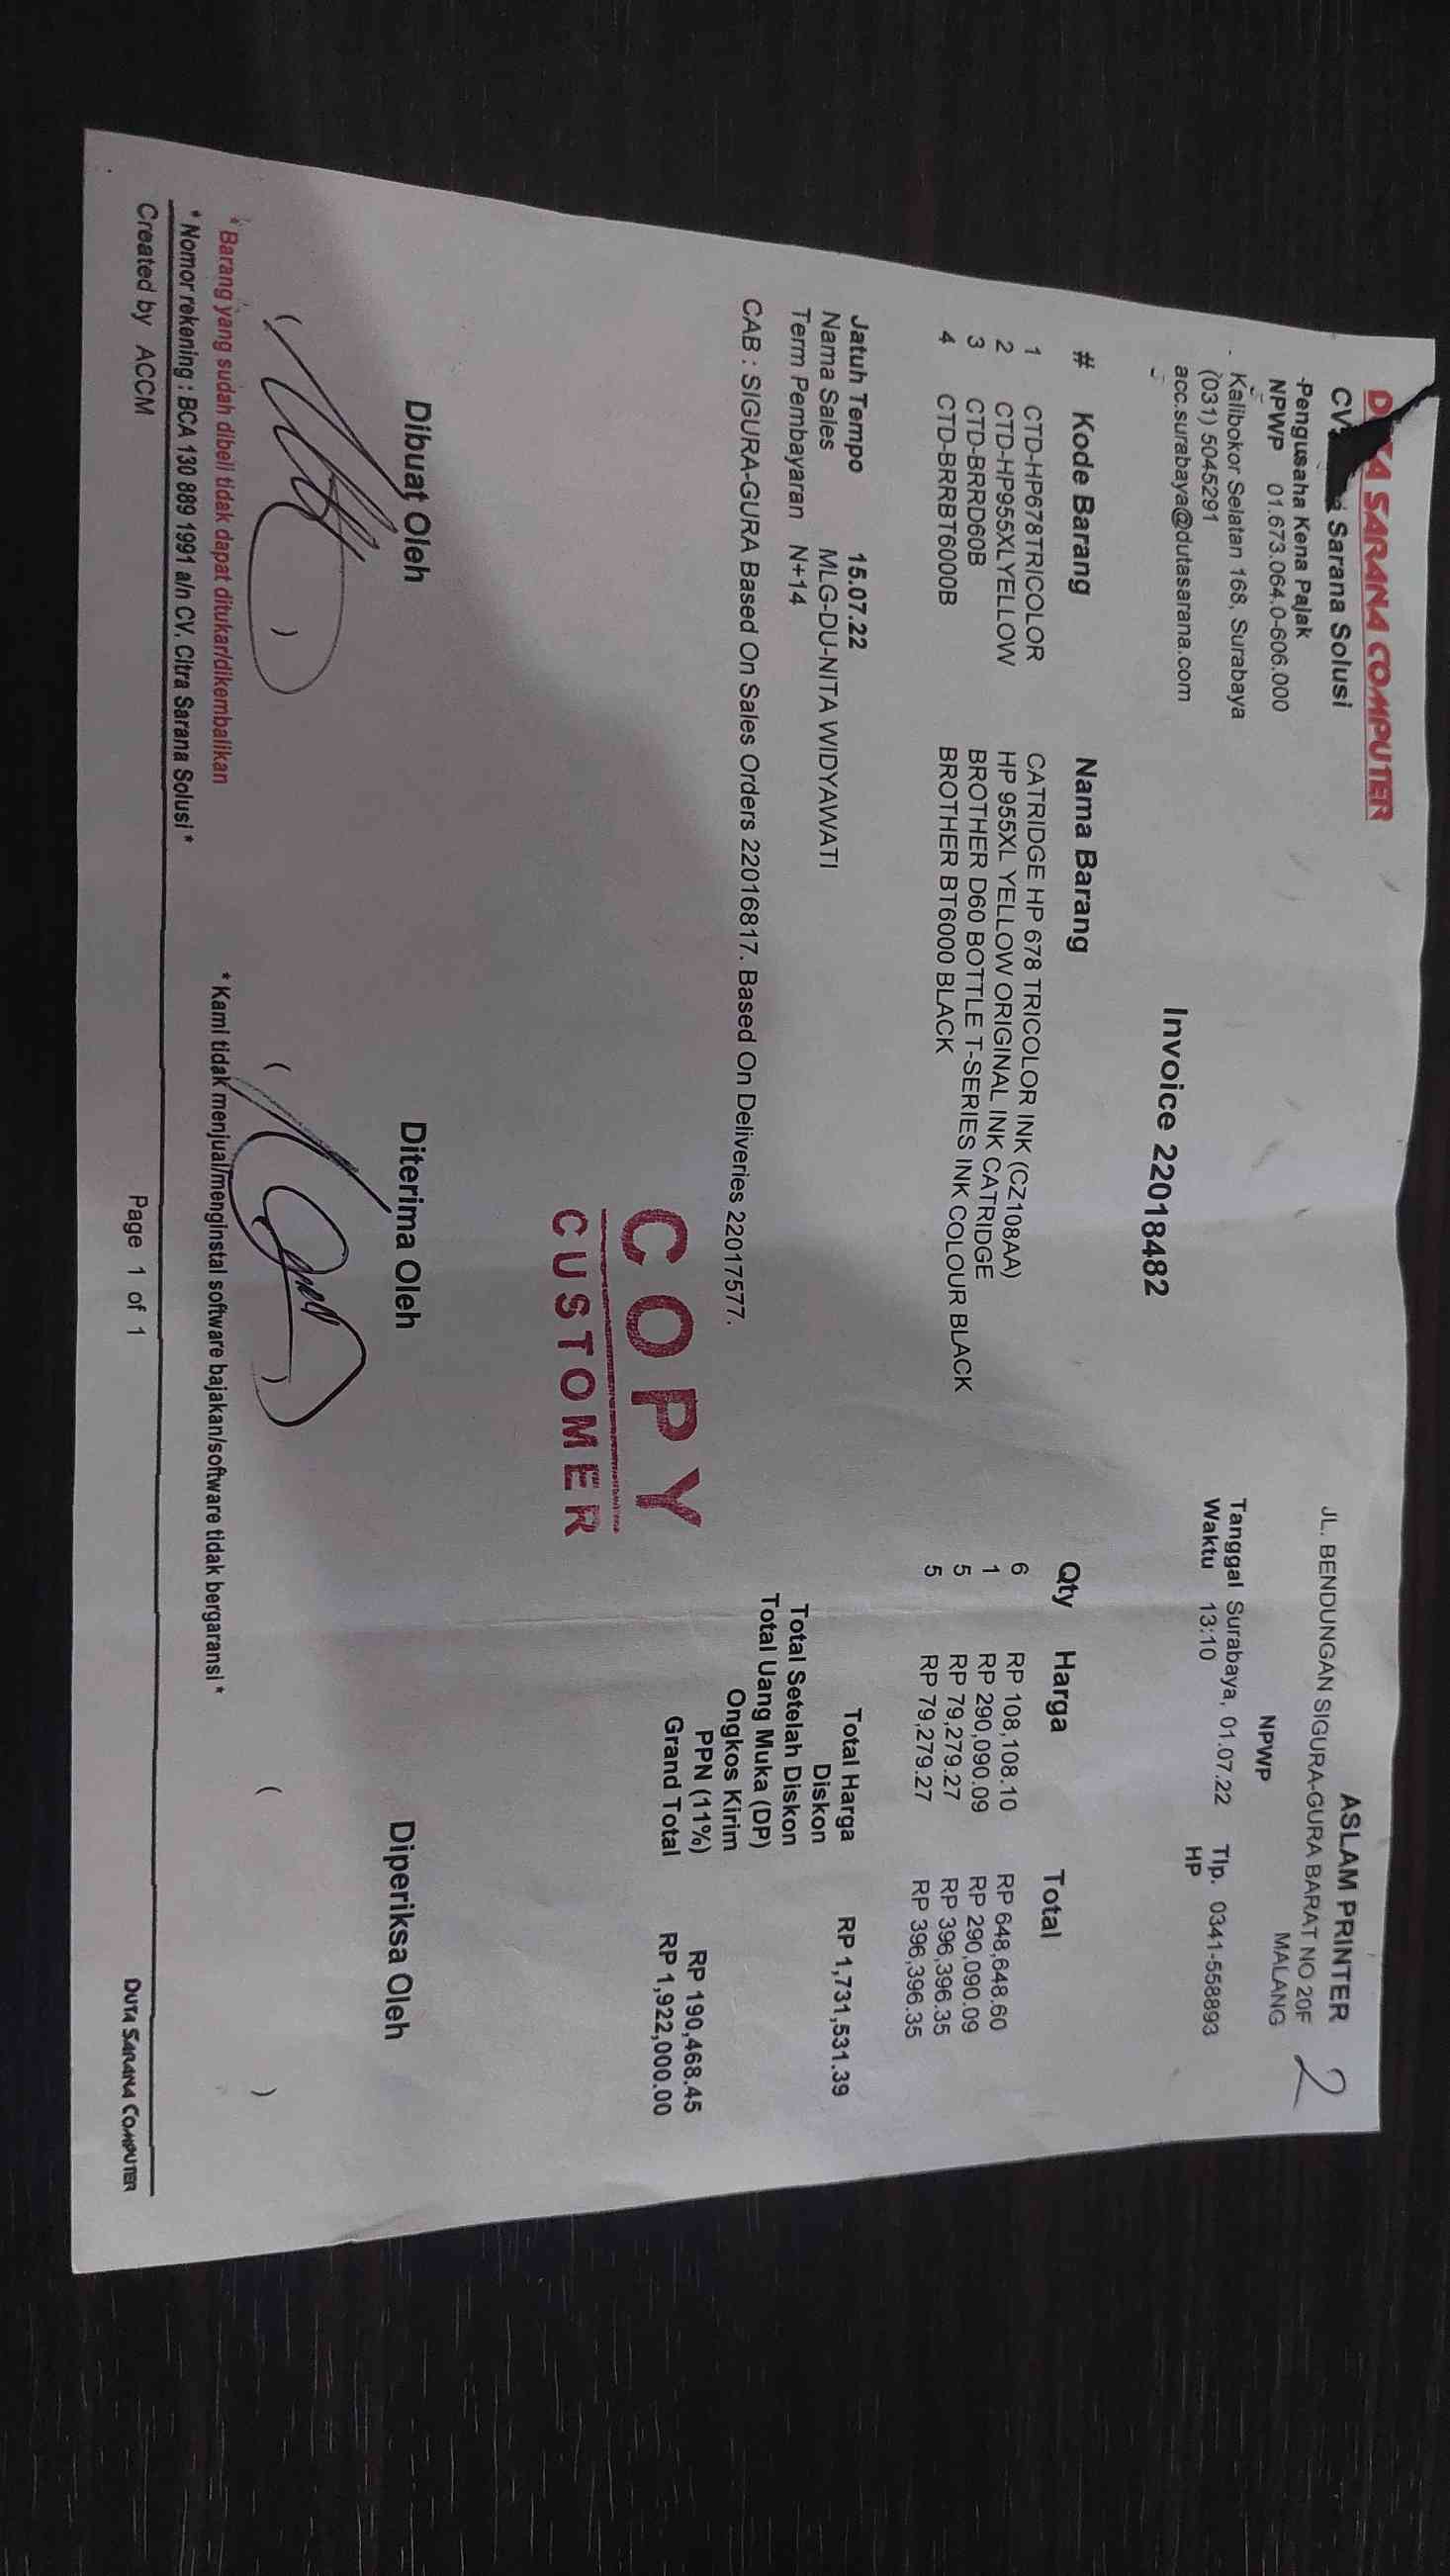 SARANA COMPUTER
CV. Sarana Solusi
-Pengusaha Kena Pajak
NPWP 01.673.064.0-606.000
Kalibokor Selatan 168, Surabaya
(031) 5045291
acc.surabaya@dutasarana.com
ASLAM PRINTER
JL. BENDUNGAN SIGURA-GURA BARAT NO 20F
MALANG
2
NPWP
Tanggal Surabaya, 01.07.22 Tlp. 0341-558893
Waktu 13:10 HP
Invoice 22018482
# Kode Barang Nama Barang Qty Harga Total
1 CTD-HP678TRICOLOR CATRIDGE HP 678 TRICOLOR INK (CZ108AA) 6 RP 108,108.10 RP 648,648.60
2 CTD-HP955XLYELLOW HP 955XL YELLOW ORIGINAL INK CATRIDGE 1 RP 290,090.09 RP 290,090.09
3 CTD-BRRD60B BROTHER D60 BOTTLE T-SERIES INK COLOUR BLACK 5 RP 79,279.27 RP 396,396.35
4 CTD-BRRBT6000B BROTHER BT6000 BLACK 5 RP 79,279.27 RP 396,396.35
Jatuh Tempo 15.07.22
Nama Sales MLG-DU-NITA WIDYAWATI
Term Pembayaran N+14
CAB : SIGURA-GURA Based On Sales Orders 22016817. Based On Deliveries 22017577.
Total Harga RP 1,731,531.39
Diskon
Total Setelah Diskon
Total Uang Muka (DP)
Ongkos Kirim
PPN (11%) RP 190,468.45
Grand Total RP 1,922,000.00
COPY
CUSTOMER
Dibuat Oleh Diterima Oleh Diperiksa Oleh
( ) ( ) ( )
* Barang yang sudah dibeli tidak dapat ditukar/dikembalikan
* Kami tidak menjual/menginstal software bajakan/software tidak bergaransi *
* Nomor rekening : BCA 130 889 1991 a/n CV. Citra Sarana Solusi *
Created by ACCM Page 1 of 1 DUTA SARANA COMPUTER